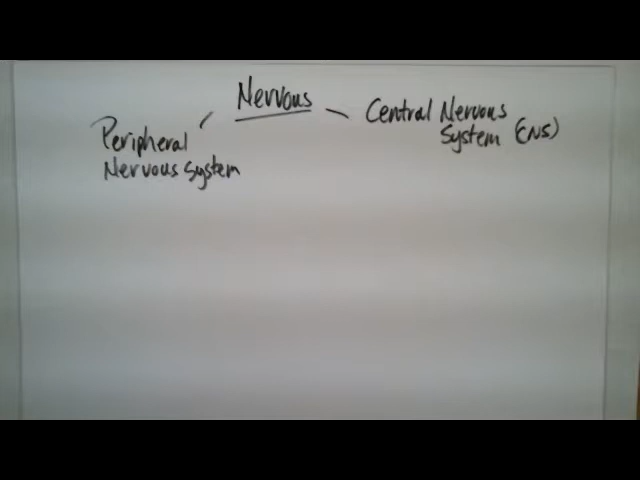 Nervous
Peripheral
Nervous System
Central Nervous
System (CNS)